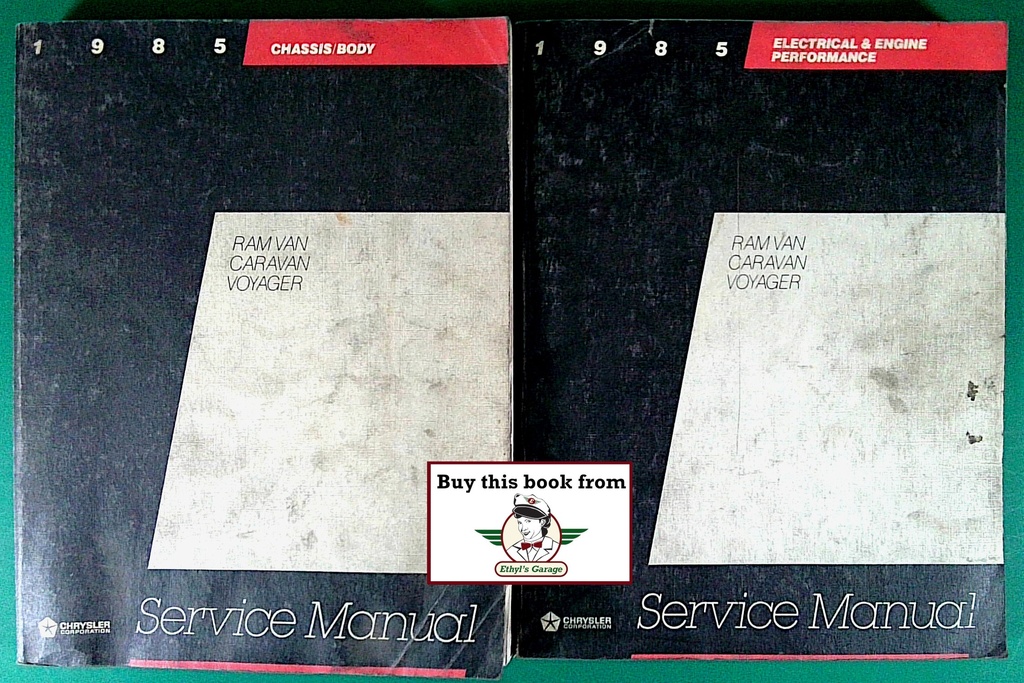 1 9 8 5
CHASSIS/BODY
RAM VAN
CARAVAN
VOYAGER
CHRYSLER
CORPORATION
Service Manual
1 9 8 5
ELECTRICAL & ENGINE
PERFORMANCE
RAM VAN
CARAVAN
VOYAGER
CHRYSLER
CORPORATION
Service Manual
Buy this book from
Ethyl's Garage